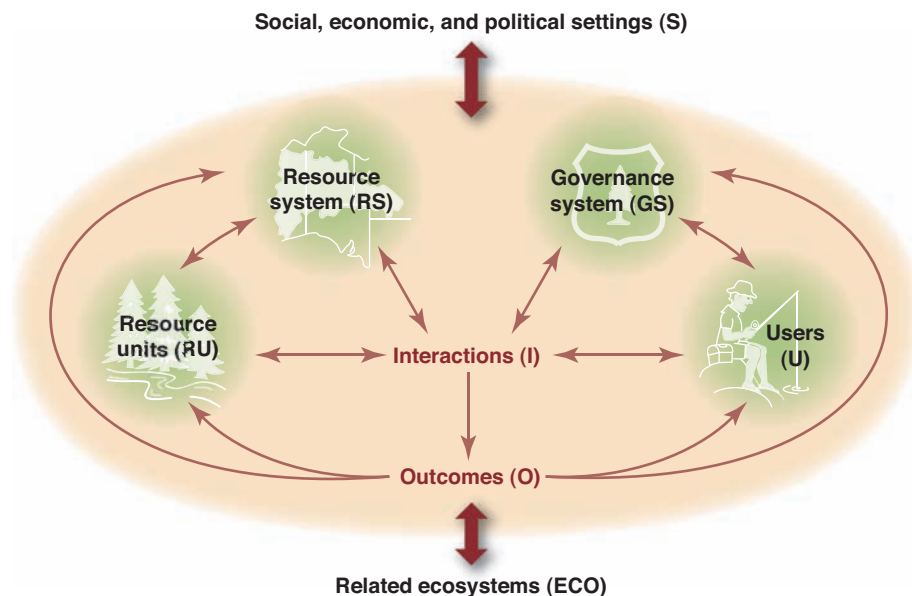 Social, economic, and political settings (S)
Resource
system (RS)
Governance
system (GS)
Resource
units (RU)
Interactions (I)
Users
(U)
Outcomes (O)
Related ecosystems (ECO)